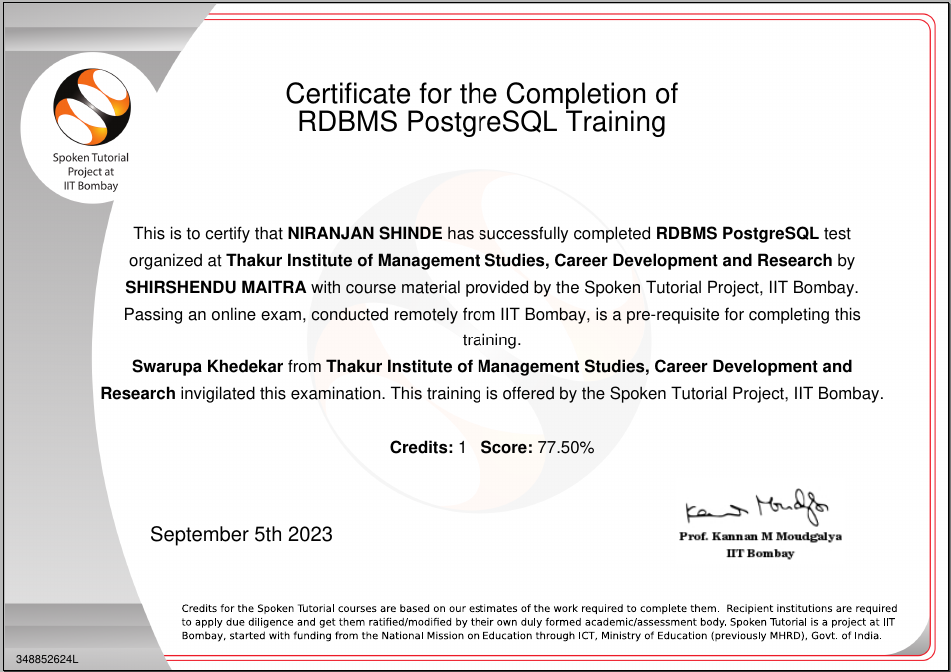 Certificate for the Completion of
RDBMS PostgreSQL Training
Spoken Tutorial
Project at
IIT Bombay
This is to certify that NIRANJAN SHINDE has successfully completed RDBMS PostgreSQL test
organized at Thakur Institute of Management Studies, Career Development and Research by
SHIRSHENDU MAITRA with course material provided by the Spoken Tutorial Project, IIT Bombay.
Passing an online exam, conducted remotely from IIT Bombay, is a pre-requisite for completing this
training.
Swarupa Khedekar from Thakur Institute of Management Studies, Career Development and
Research invigilated this examination. This training is offered by the Spoken Tutorial Project, IIT Bombay.
Credits: 1 Score: 77.50%
September 5th 2023
Prof. Kannan M Moudgalya
IIT Bombay
Credits for the Spoken Tutorial courses are based on our estimates of the work required to complete them. Recipient institutions are required
to apply due diligence and get them ratified/modified by their own duly formed academic/assessment body. Spoken Tutorial is a project at IIT
Bombay, started with funding from the National Mission on Education through ICT, Ministry of Education (previously MHRD), Govt. of India.
348852624L